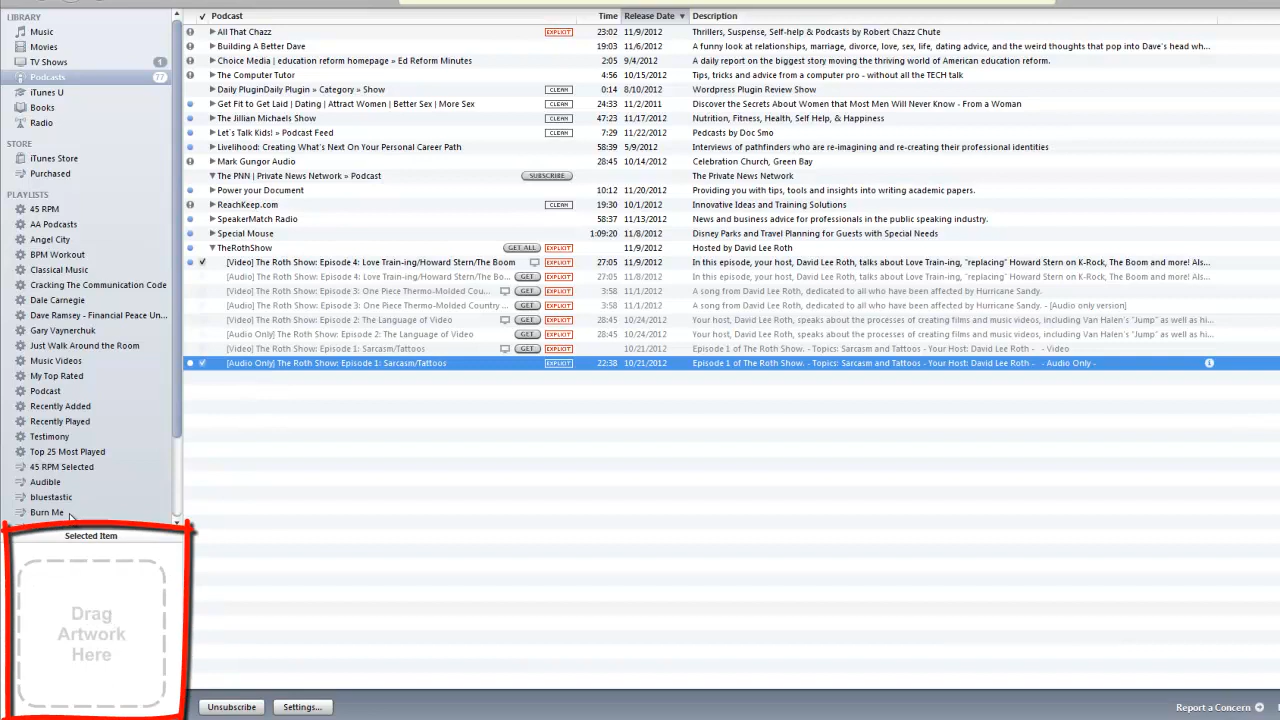 LIBRARY
Music
Movies
TV Shows 1
Podcasts 77
iTunes U
Books
Radio
STORE
iTunes Store
Purchased
PLAYLISTS
45 RPM
AA Podcasts
Angel City
BPM Workout
Classical Music
Cracking The Communication Code
Dale Carnegie
Dave Ramsey - Financial Peace Un...
Gary Vaynerchuk
Just Walk Around the Room
Music Videos
My Top Rated
Podcast
Recently Added
Recently Played
Testimony
Top 25 Most Played
45 RPM Selected
Audible
bluestastic
Burn Me
Selected Item
Drag
Artwork
Here
Podcast Time Release Date Description
All That Chazz EXPLICIT 23:02 11/9/2012 Thrillers, Suspense, Self-help & Podcasts by Robert Chazz Chute
Building A Better Dave 19:03 11/6/2012 A funny look at relationships, marriage, divorce, love, sex, life, dating advice, and the weird thoughts that pop into Dave's head wh...
Choice Media | education reform homepage » Ed Reform Minutes 2:05 9/4/2012 A daily report on the biggest story moving the thriving world of American education reform.
The Computer Tutor 4:56 10/15/2012 Tips, tricks and advice from a computer pro - without all the TECH talk
Daily PluginDaily Plugin » Category » Show CLEAN 0:14 8/10/2012 Wordpress Plugin Review Show
Get Fit to Get Laid | Dating | Attract Women | Better Sex | More Sex CLEAN 24:33 11/2/2011 Discover the Secrets About Women that Most Men Will Never Know - From a Woman
The Jillian Michaels Show CLEAN 47:23 11/17/2012 Nutrition, Fitness, Health, Self Help, & Happiness
Let`s Talk Kids! » Podcast Feed CLEAN 7:29 11/22/2012 Pedcasts by Doc Smo
Livelihood: Creating What's Next On Your Personal Career Path 58:39 5/9/2012 Interviews of pathfinders who are re-imagining and re-creating their professional identities
Mark Gungor Audio 28:45 10/14/2012 Celebration Church, Green Bay
The PNN | Private News Network » Podcast SUBSCRIBE The Private News Network
Power your Document 10:12 11/20/2012 Providing you with tips, tools and insights into writing academic papers.
ReachKeep.com CLEAN 19:30 10/1/2012 Innovative Ideas and Training Solutions
SpeakerMatch Radio 58:37 11/13/2012 News and business advice for professionals in the public speaking industry.
Special Mouse 1:09:20 11/18/2012 Disney Parks and Travel Planning for Guests with Special Needs
TheRothShow GET ALL EXPLICIT 11/9/2012 Hosted by David Lee Roth
[Video] The Roth Show: Episode 4: Love Train-ing/Howard Stern/The Boom EXPLICIT 27:05 11/9/2012 In this episode, your host, David Lee Roth, talks about Love Train-ing, "replacing" Howard Stern on K-Rock, The Boom and more! Als...
[Audio] The Roth Show: Episode 4: Love Train-ing/Howard Stern/The Bo... GET EXPLICIT 27:05 11/9/2012 In this episode, your host, David Lee Roth, talks about Love Train-ing, "replacing" Howard Stern on K-Rock, The Boom and more! Als...
[Video] The Roth Show: Episode 3: One Piece Thermo-Molded Cou... GET EXPLICIT 3:58 11/1/2012 A song from David Lee Roth, dedicated to all who have been affected by Hurricane Sandy.
[Audio] The Roth Show: Episode 3: One Piece Thermo-Molded Country ... GET EXPLICIT 3:58 11/1/2012 A song from David Lee Roth, dedicated to all who have been affected by Hurricane Sandy. - [Audio only version]
[Video] The Roth Show: Episode 2: The Language of Video GET EXPLICIT 28:45 10/24/2012 Your host, David Lee Roth, speaks about the processes of creating films and music videos, including Van Halen's "Jump" as well as hi...
[Audio Only] The Roth Show: Episode 2: The Language of Video GET EXPLICIT 28:45 10/24/2012 Your host, David Lee Roth, speaks about the processes of creating films and music videos, including Van Halen's "Jump" as well as hi...
[Video] The Roth Show: Episode 1: Sarcasm/Tattoos GET EXPLICIT 10/21/2012 Episode 1 of The Roth Show. - Topics: Sarcasm and Tattoos - Your Host: David Lee Roth - - Video
[Audio Only] The Roth Show: Episode 1: Sarcasm/Tattoos EXPLICIT 22:38 10/21/2012 Episode 1 of The Roth Show. - Topics: Sarcasm and Tattoos - Your Host: David Lee Roth - - Audio Only -
Unsubscribe Settings... Report a Concern